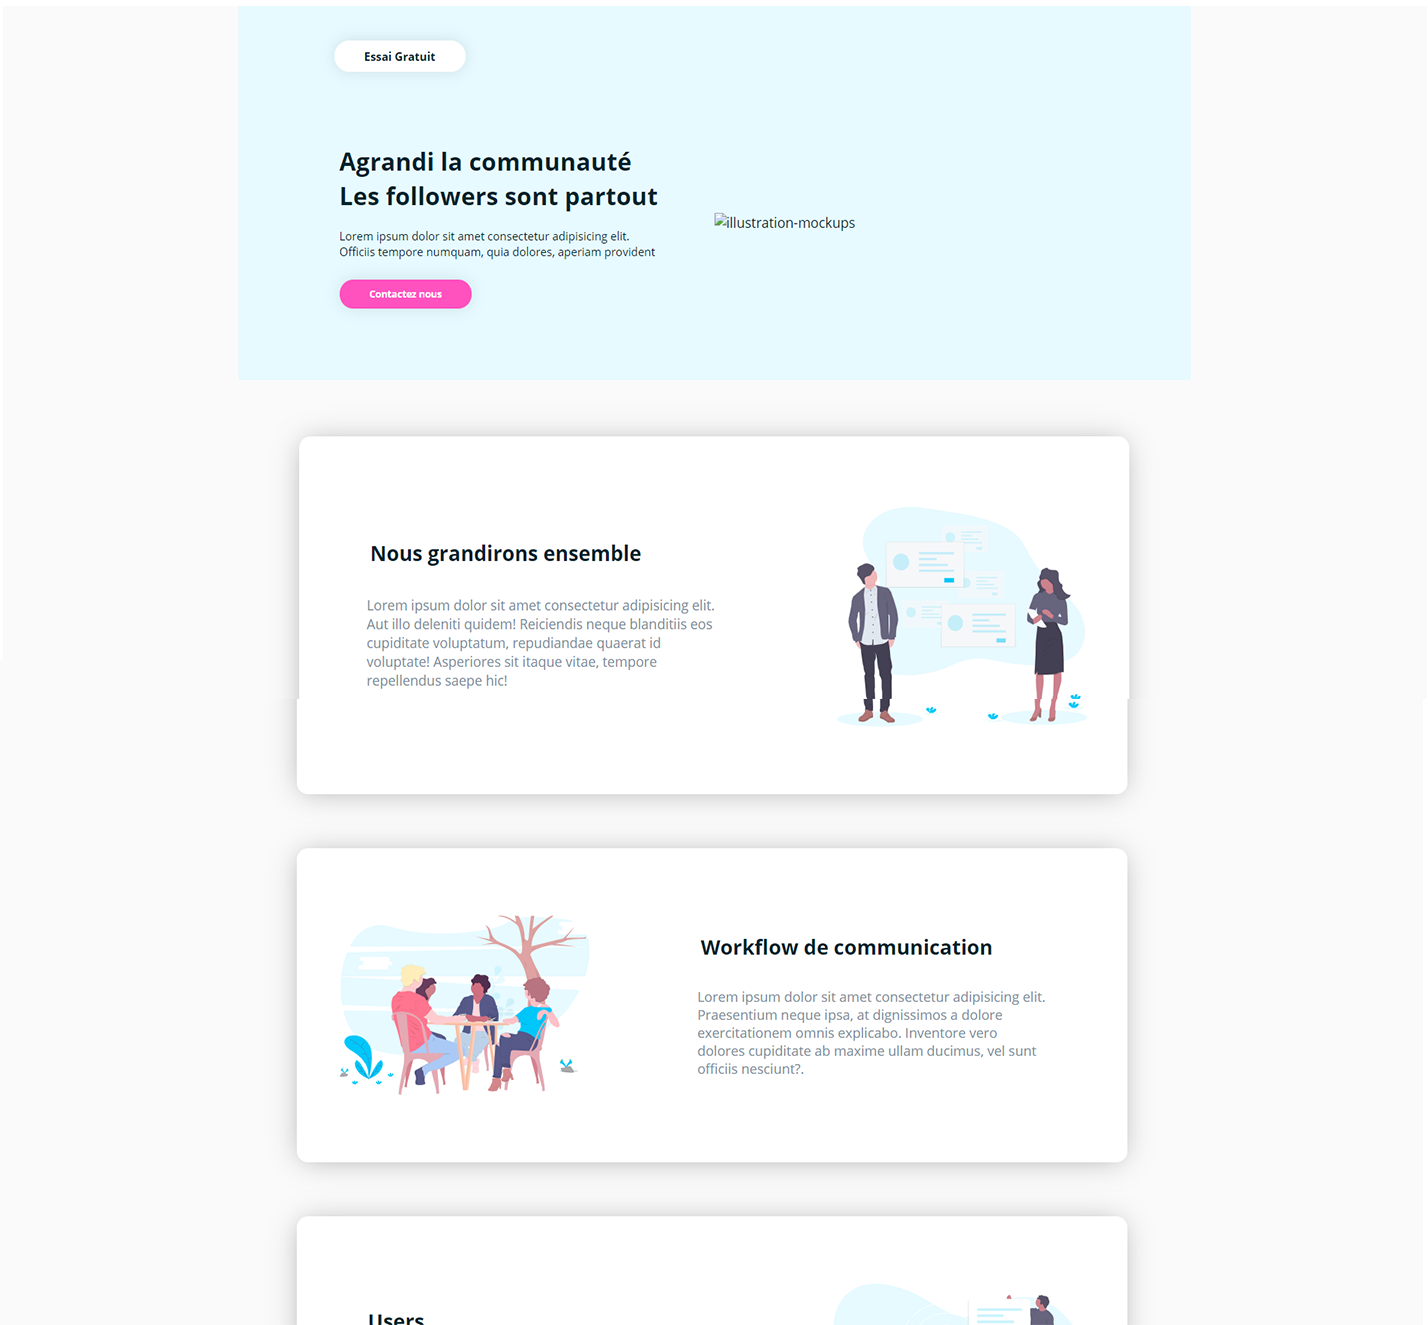 Essai Gratuit
Agrandi la communauté
Les followers sont partout
Lorem ipsum dolor sit amet consectetur adipisicing elit.
Officiis tempore numquam, quia dolores, aperiam provident
illustration-mockups
Contactez nous
Nous grandirons ensemble
Lorem ipsum dolor sit amet consectetur adipisicing elit.
Aut illo deleniti quidem! Reiciendis neque blanditiis eos
cupiditate voluptatum, repudiandae quaerat id
voluptate! Asperiores sit itaque vitae, tempore
repellendus saepe hic!
Workflow de communication
Lorem ipsum dolor sit amet consectetur adipisicing elit.
Praesentium neque ipsa, at dignissimos a dolore
exercitationem omnis explicabo. Inventore vero
dolores cupiditate ab maxime ullam ducimus, vel sunt
officiis nesciunt?.
Users